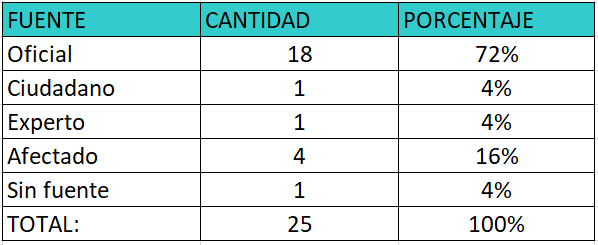 FUENTE CANTIDAD PORCENTAJE
Oficial 18 72%
Ciudadano 1 4%
Experto 1 4%
Afectado 4 16%
Sin fuente 1 4%
TOTAL: 25 100%